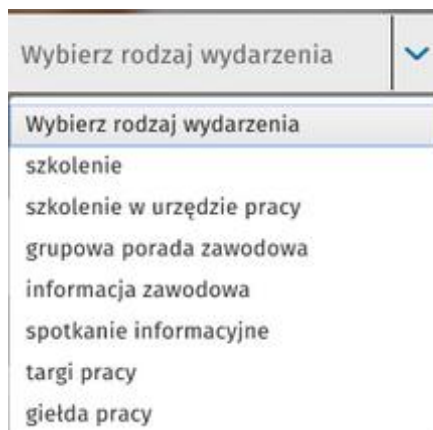 Wybierz rodzaj wydarzenia
Wybierz rodzaj wydarzenia
szkolenie
szkolenie w urzędzie pracy
grupowa porada zawodowa
informacja zawodowa
spotkanie informacyjne
targi pracy
giełda pracy